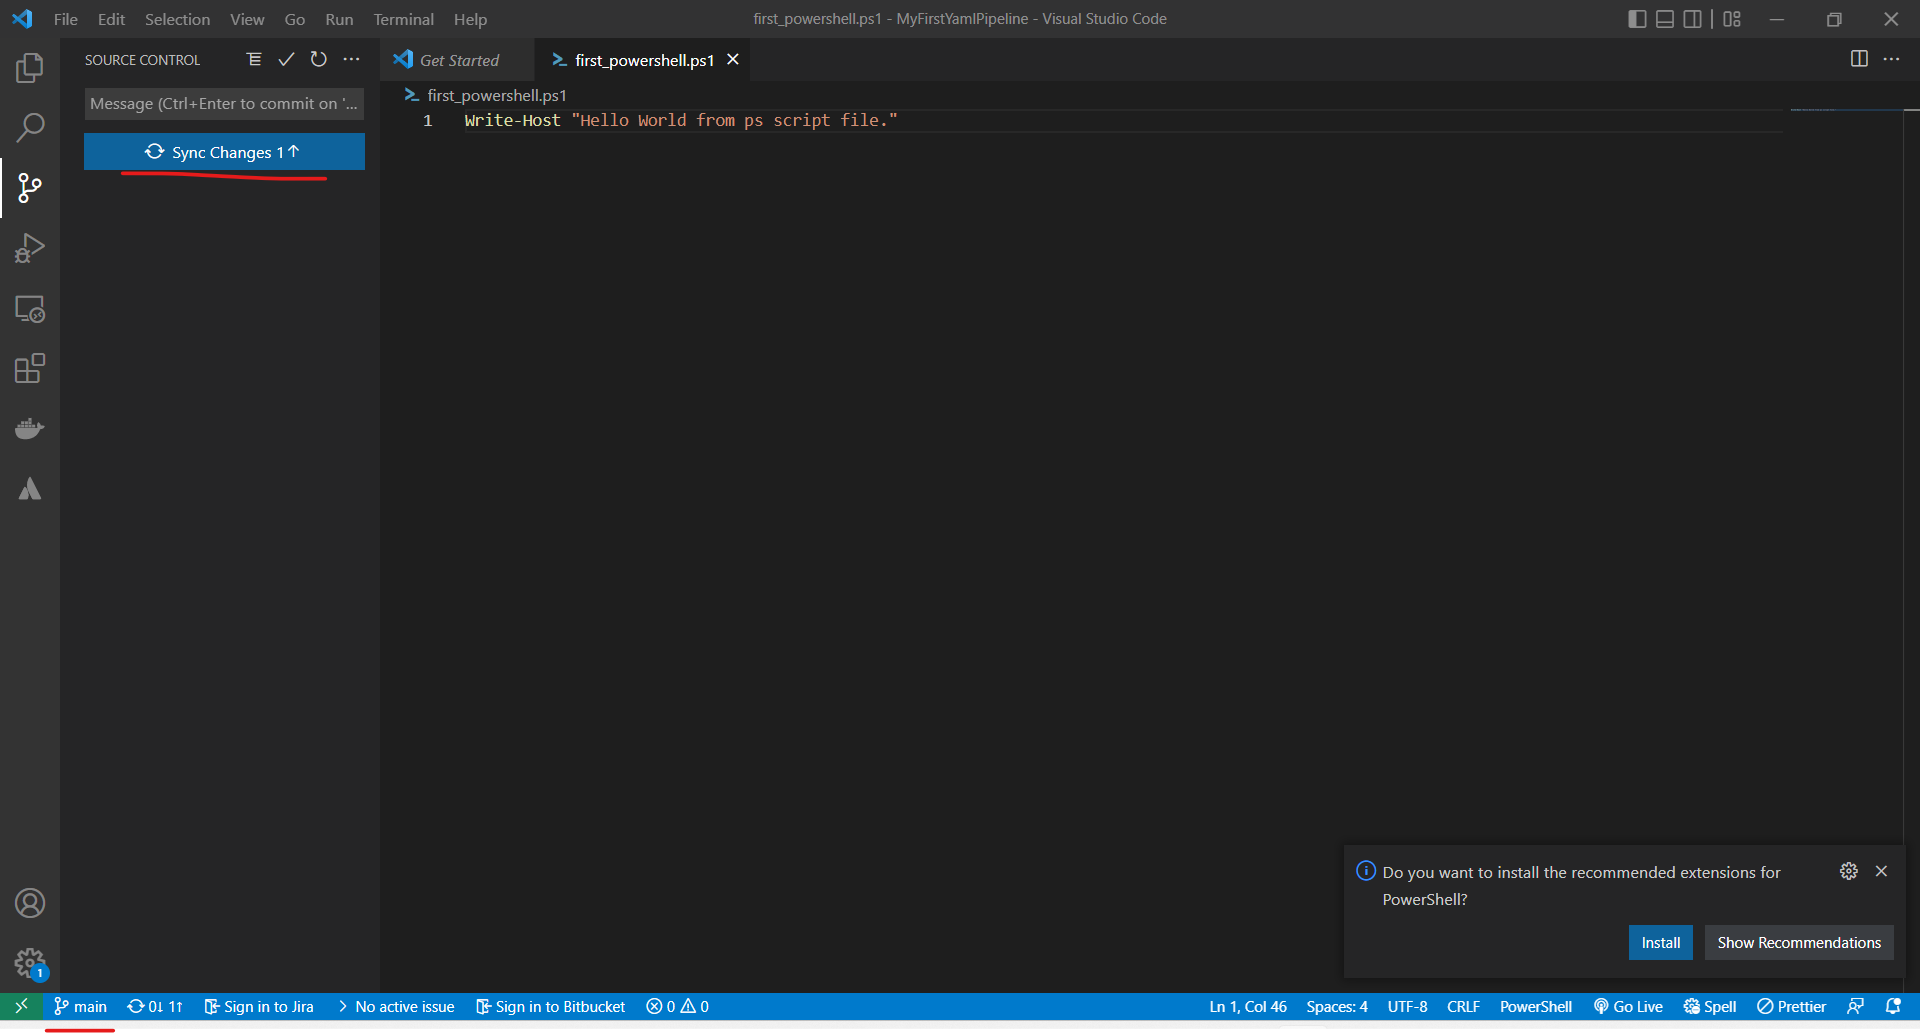 File Edit Selection View Go Run Terminal Help
first_powershell.ps1 - MyFirstYamlPipeline - Visual Studio Code
SOURCE CONTROL
Get Started
first_powershell.ps1
Message (Ctrl+Enter to commit on '...
first_powershell.ps1
1 Write-Host "Hello World from ps script file."
Sync Changes 1↑
Do you want to install the recommended extensions for
PowerShell?
Install Show Recommendations
1
main 0↓ 1↑ Sign in to Jira No active issue Sign in to Bitbucket 0 0 Ln 1, Col 46 Spaces: 4 UTF-8 CRLF PowerShell Go Live Spell Prettier